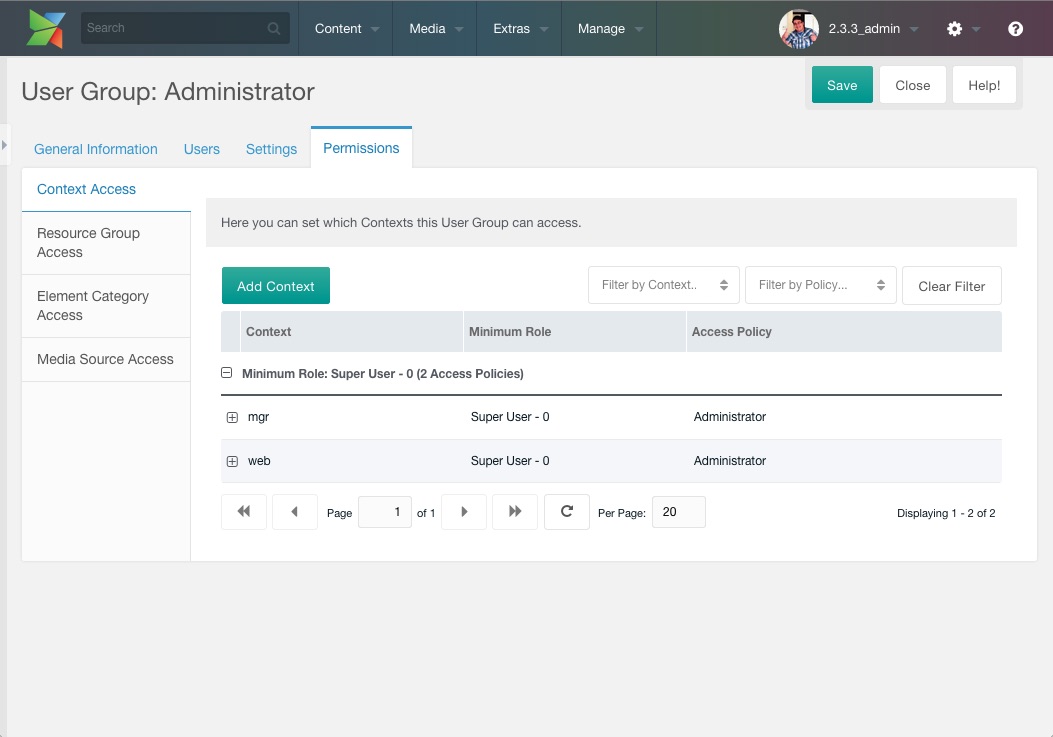 Search Content Media Extras Manage 2.3.3_admin
User Group: Administrator Save Close Help!
General Information Users Settings Permissions
Context Access
Resource Group
Access
Element Category
Access
Media Source Access
Here you can set which Contexts this User Group can access.
Add Context Filter by Context.. Filter by Policy... Clear Filter
Context Minimum Role Access Policy
Minimum Role: Super User - 0 (2 Access Policies)
mgr Super User - 0 Administrator
web Super User - 0 Administrator
Page 1 of 1 Per Page: 20 Displaying 1 - 2 of 2